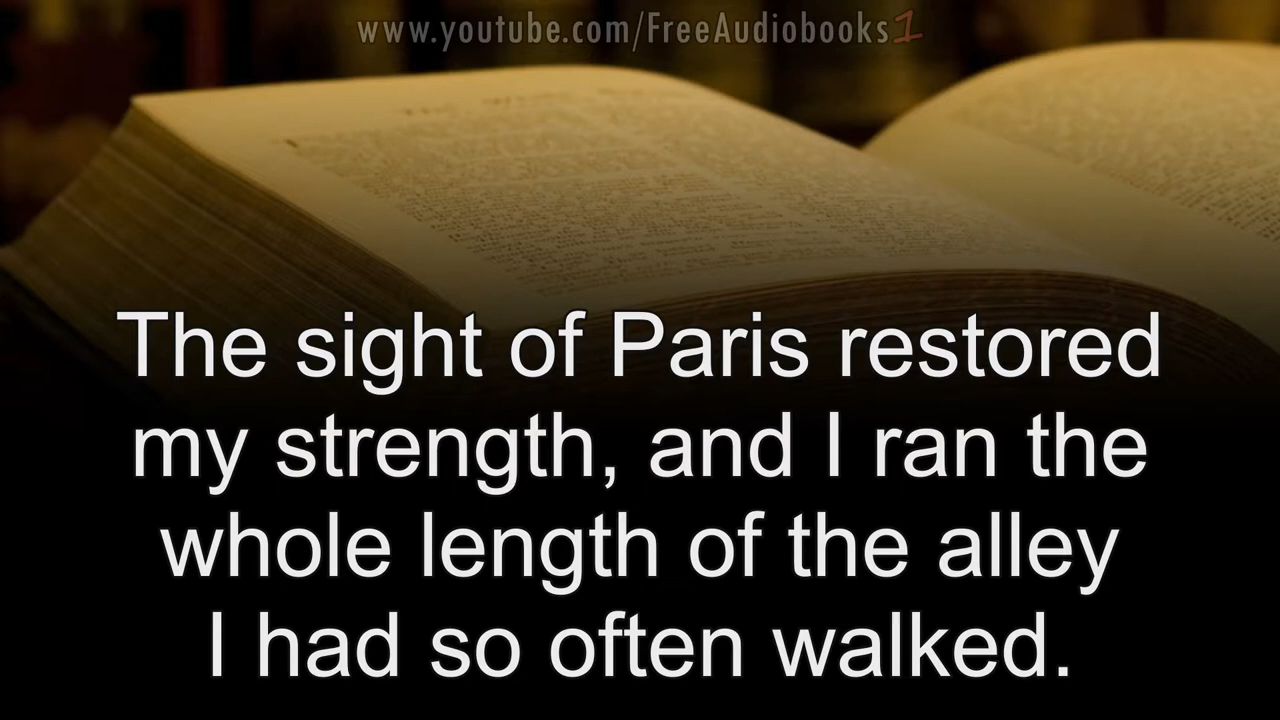 www.youtube.com/FreeAudiobooks1
The sight of Paris restored
my strength, and I ran the
whole length of the alley
I had so often walked.